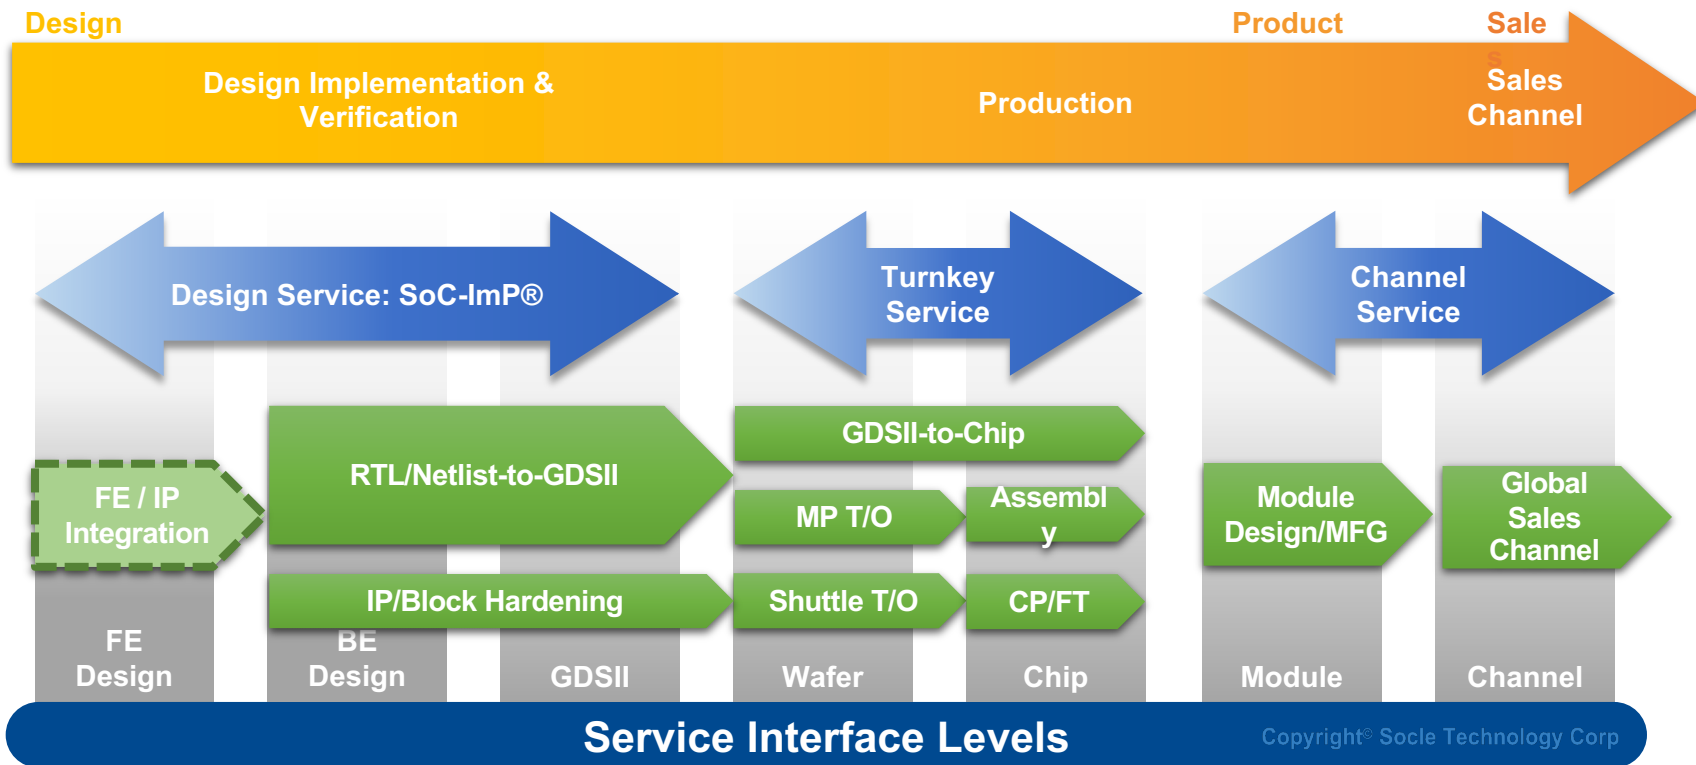 Design
Product
Sale
s
Design Implementation &
Verification
Production
Sales
Channel
Design Service: SoC-ImP®
Turnkey
Service
Channel
Service
RTL/Netlist-to-GDSII
GDSII-to-Chip
FE / IP
Integration
MP T/O
Assembl
y
Module
Design/MFG
Global
Sales
Channel
IP/Block Hardening
Shuttle T/O
CP/FT
FE
Design
BE
Design
GDSII
Wafer
Chip
Module
Channel
Service Interface Levels
Copyright© Socle Technology Corp